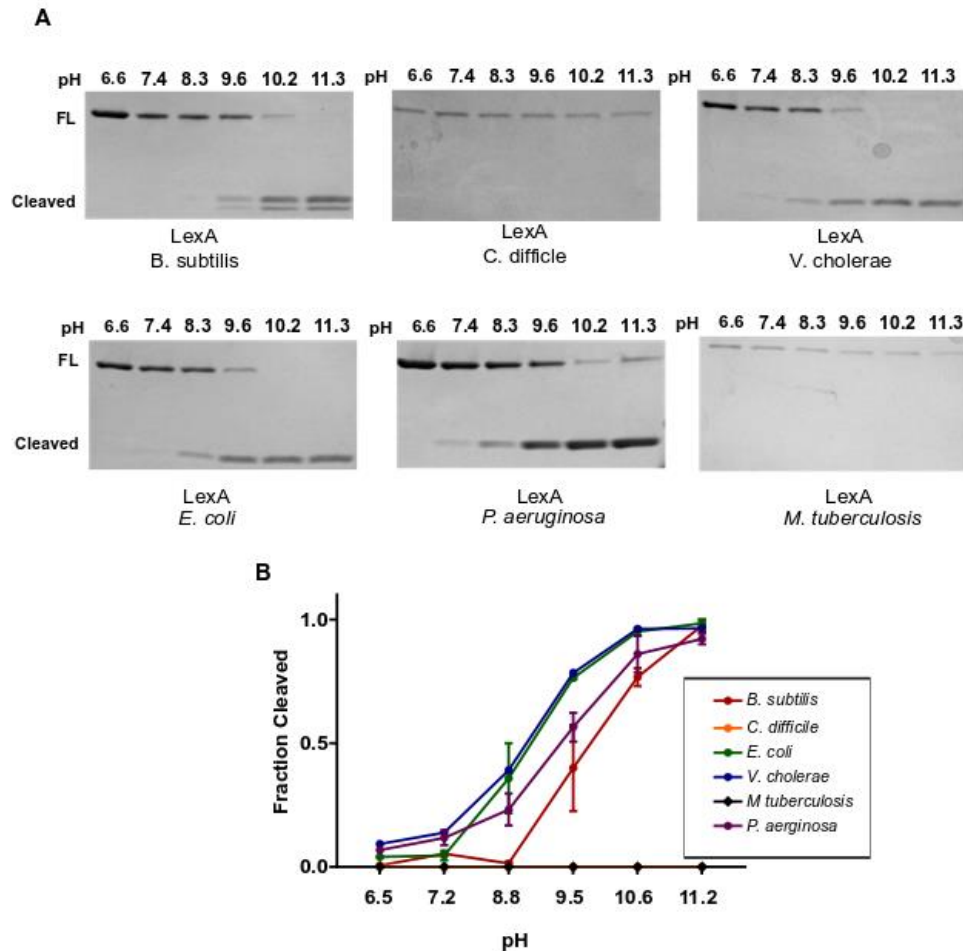 A
pH 6.6 7.4 8.3 9.6 10.2 11.3
FL
Cleaved
LexA
B. subtilis
pH 6.6 7.4 8.3 9.6 10.2 11.3
LexA
C. difficle
pH 6.6 7.4 8.3 9.6 10.2 11.3
LexA
V. cholerae
pH 6.6 7.4 8.3 9.6 10.2 11.3
FL
Cleaved
LexA
E. coli
pH 6.6 7.4 8.3 9.6 10.2 11.3
LexA
P. aeruginosa
pH 6.6 7.4 8.3 9.6 10.2 11.3
LexA
M. tuberculosis
B
Fraction Cleaved
1.0
0.5
0.0
6.5 7.2 8.8 9.5 10.6 11.2
pH
B. subtilis
C. difficile
E. coli
V. cholerae
M tuberculosis
P. aerginosa